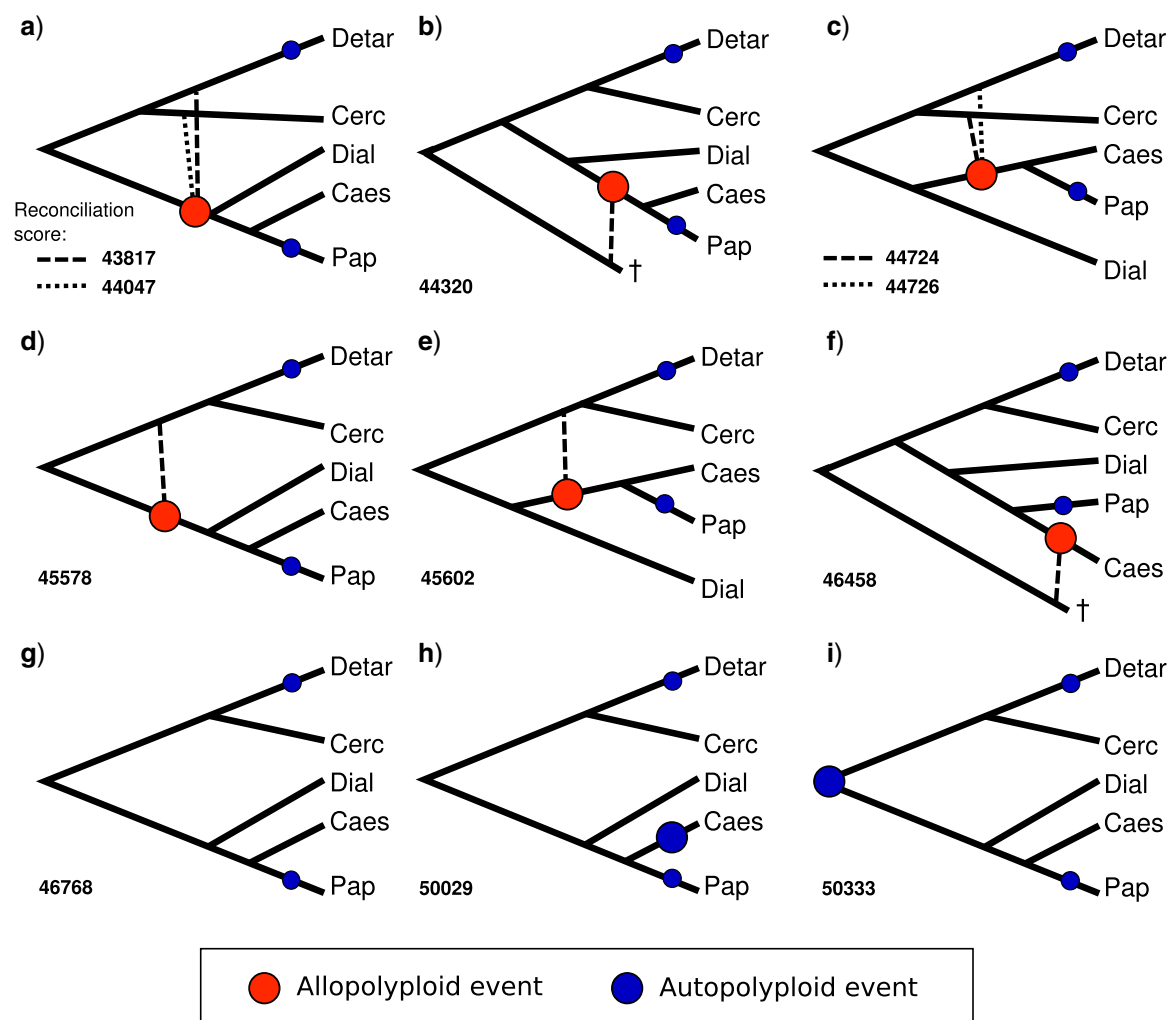 a)
Detar
Cerc
Dial
Caes
Pap
Reconciliation
score:
43817
44047
b)
Detar
Cerc
Dial
Caes
Pap
†
44320
c)
Detar
Cerc
Caes
Pap
Dial
44724
44726
d)
Detar
Cerc
Dial
Caes
Pap
45578
e)
Detar
Cerc
Caes
Pap
Dial
45602
f)
Detar
Cerc
Dial
Pap
Caes
†
46458
g)
Detar
Cerc
Dial
Caes
Pap
46768
h)
Detar
Cerc
Dial
Caes
Pap
50029
i)
Detar
Cerc
Dial
Caes
Pap
50333
Allopolyploid event
Autopolyploid event